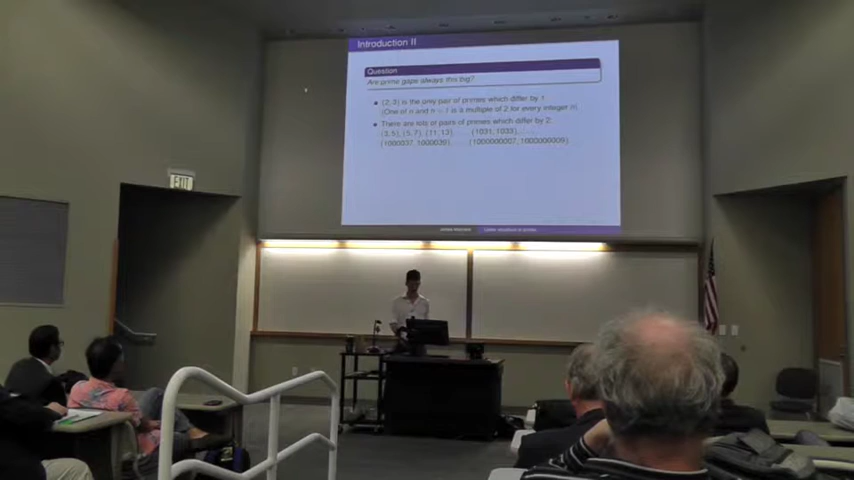 Introduction II
Question
Are prime gaps always this big?
(2, 3) is the only pair of primes which differ by 1
(One of n and n + 1 is a multiple of 2 for every integer n)
There are lots of pairs of primes which differ by 2:
(3, 5), (5, 7), (11, 13), ... , (1031, 1033), ... ,
(1000037, 1000039), ... , (1000000007, 1000000009),
EXIT